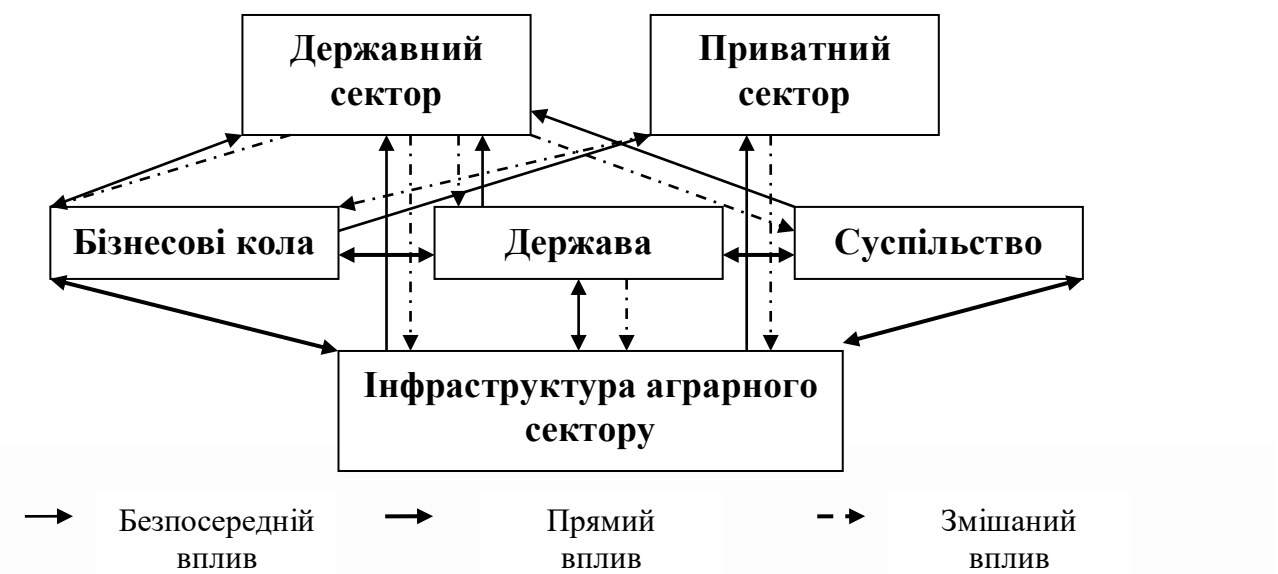 Державний
сектор
Приватний
сектор
Бізнесові кола
Держава
Суспільство
Інфраструктура аграрного
сектору
Безпосередній
вплив
Прямий
вплив
Змішаний
вплив